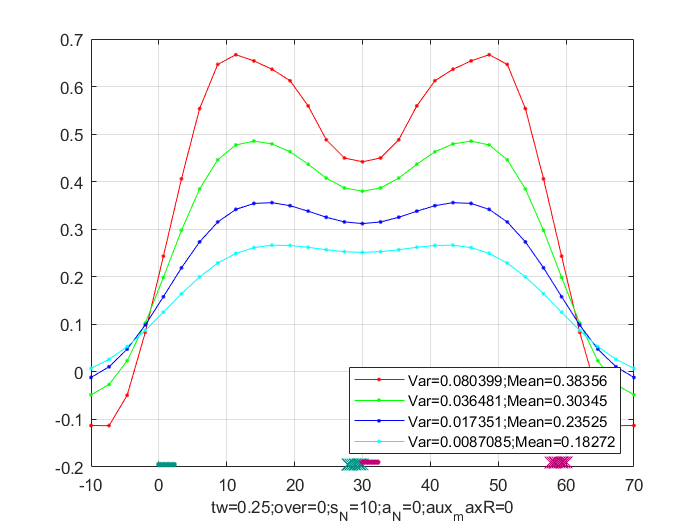 0.7
0.6
0.5
0.4
0.3
0.2
0.1
0
-0.1
-0.2
Var=0.080399;Mean=0.38356
Var=0.036481;Mean=0.30345
Var=0.017351;Mean=0.23525
Var=0.0087085;Mean=0.18272
-10 0 10 20 30 40 50 60 70
tw=0.25;over=0;s_N=10;a_N=0;aux_maxR=0